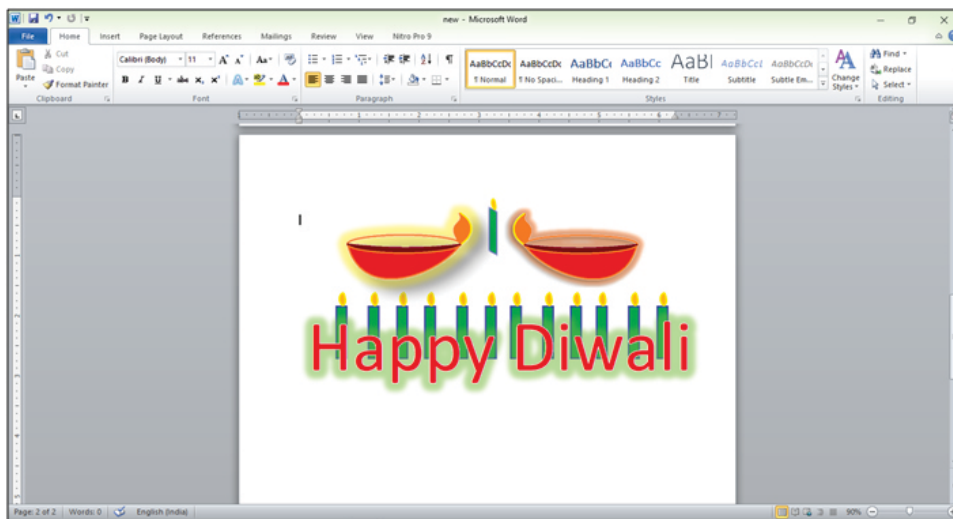 new - Microsoft Word
File Home Insert Page Layout References Mailings Review View Nitro Pro 9
Cut
Copy
Format Painter
Paste
Clipboard
Calibri (Body) 11
Font
Paragraph
AaBbCcDc AaBbCcDc AaBbCc AaBbCc AaBl AaBbCcl AaBbCcDc
¶ Normal ¶ No Spaci... Heading 1 Heading 2 Title Subtitle Subtle Em...
Change Styles
Styles
Find
Replace
Select
Editing
Happy Diwali
Page: 2 of 2 Words: 0 English (India) 90%